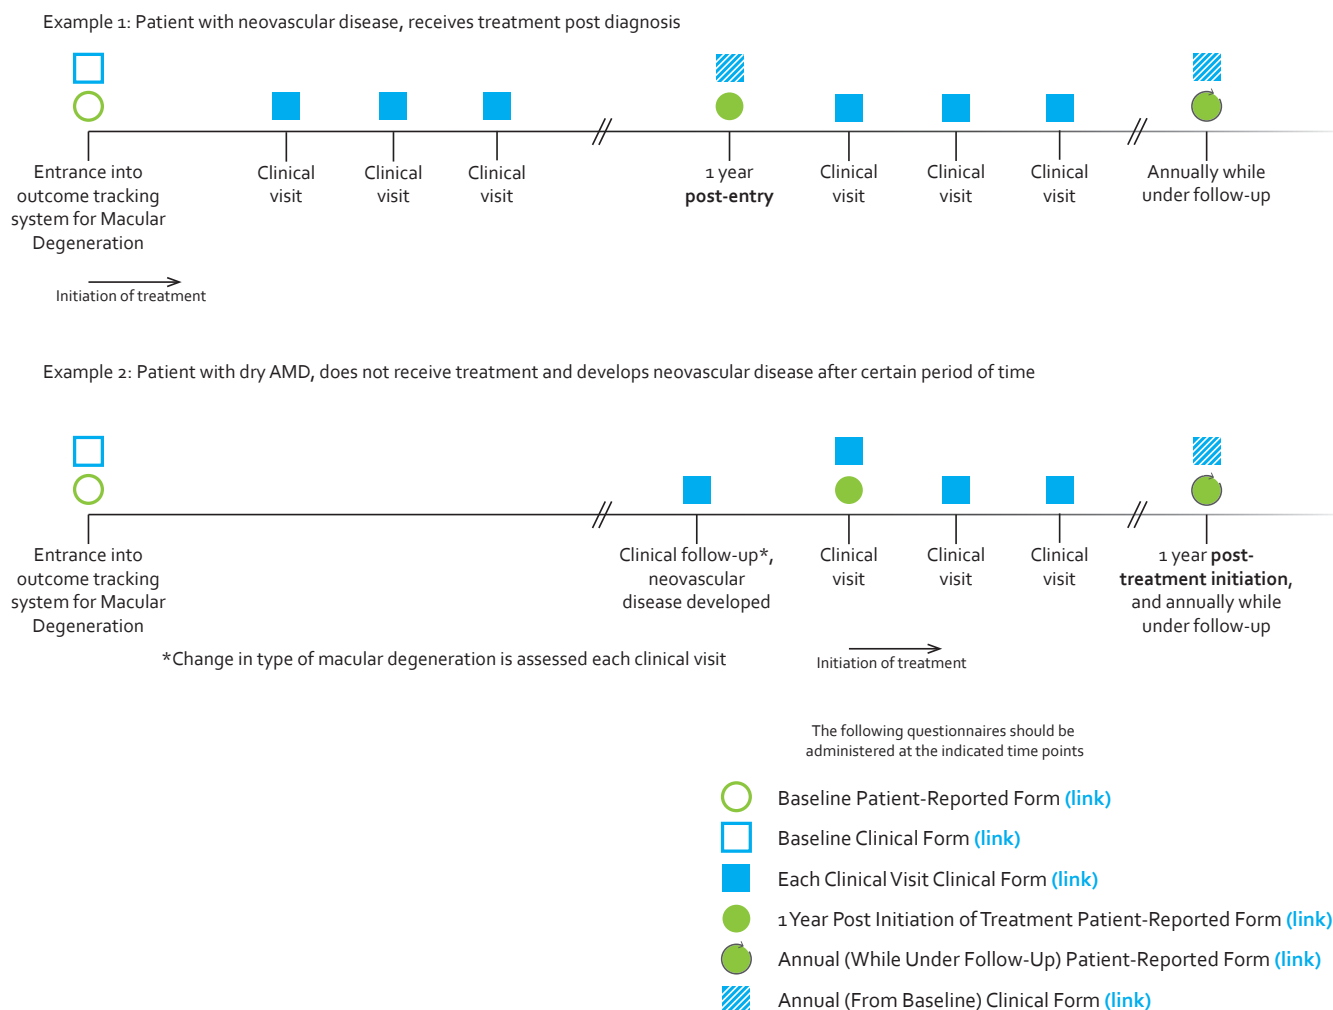 Example 1: Patient with neovascular disease, receives treatment post diagnosis
Entrance into
outcome tracking
system for Macular
Degeneration
Clinical
visit
Clinical
visit
Clinical
visit
1 year
post-entry
Clinical
visit
Clinical
visit
Clinical
visit
Annually while
under follow-up
Initiation of treatment
Example 2: Patient with dry AMD, does not receive treatment and develops neovascular disease after certain period of time
Entrance into
outcome tracking
system for Macular
Degeneration
Clinical follow-up*,
neovascular
disease developed
Clinical
visit
Clinical
visit
Clinical
visit
1 year post-
treatment initiation,
and annually while
under follow-up
*Change in type of macular degeneration is assessed each clinical visit
Initiation of treatment
The following questionnaires should be
administered at the indicated time points
Baseline Patient-Reported Form (link)
Baseline Clinical Form (link)
Each Clinical Visit Clinical Form (link)
1 Year Post Initiation of Treatment Patient-Reported Form (link)
Annual (While Under Follow-Up) Patient-Reported Form (link)
Annual (From Baseline) Clinical Form (link)